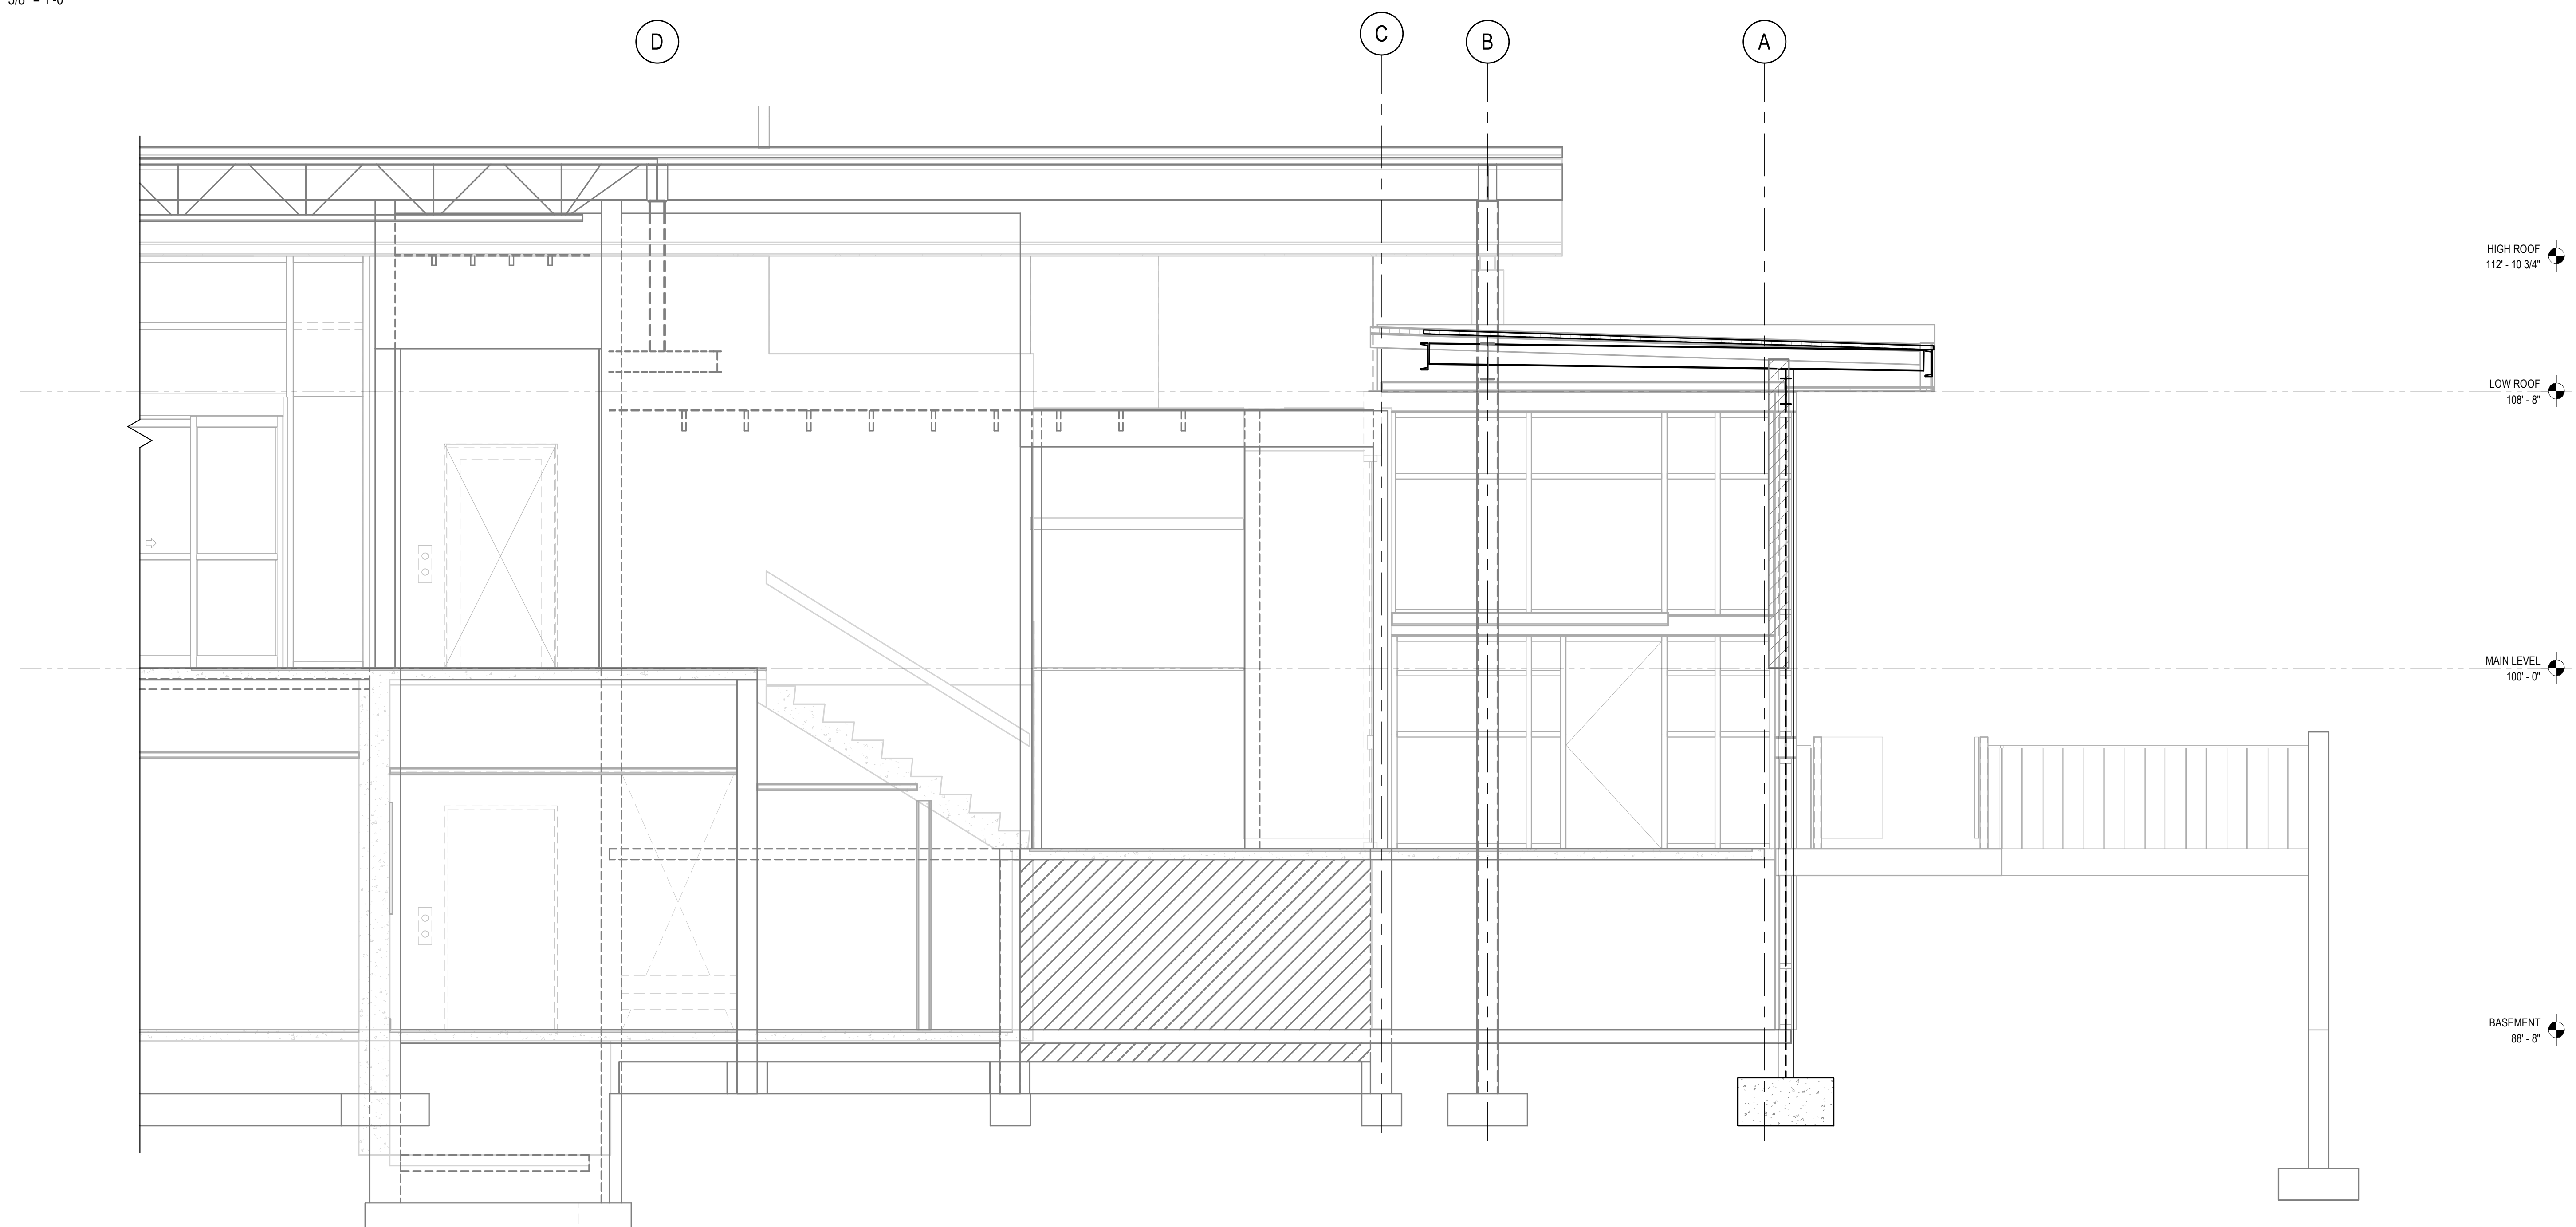 D
C
B
A
HIGH ROOF
112' - 10 3/4"
LOW ROOF
108' - 8"
MAIN LEVEL
100' - 0"
BASEMENT
88' - 8"